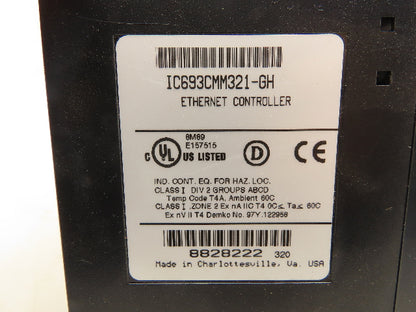 IC693CMM321-GH
ETHERNET CONTROLLER
8M69
E157515
C UL US LISTED
D CE
IND. CONT. EQ. FOR HAZ. LOC.
CLASS I DIV 2 GROUPS ABCD
Temp Code T4A, Ambient 60C
CLASS I ,ZONE 2 Ex nA IIC T4 0C≤ Ta≤ 60C
Ex nV II T4 Demko No. 97Y.122958
8828222 320
Made in Charlottesville, Va. USA